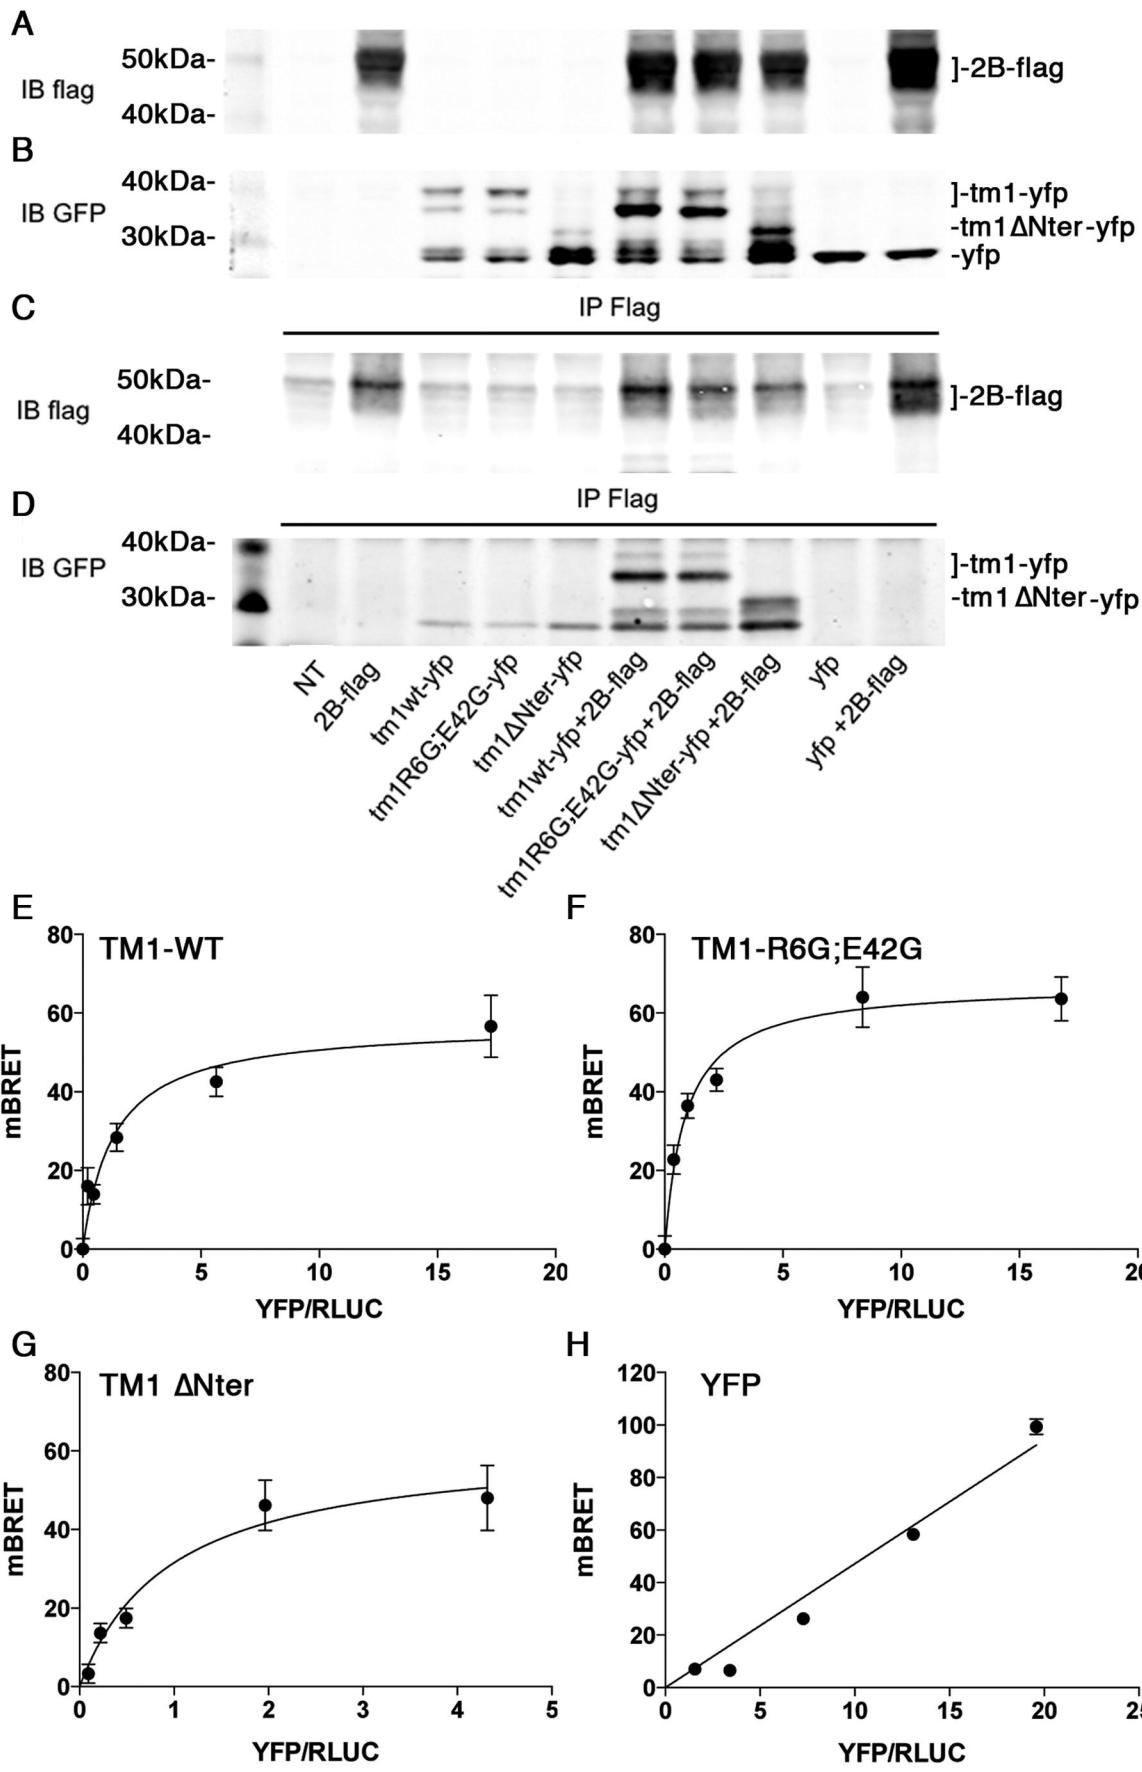 A
IB flag
50kDa-
40kDa-
]-2B-flag
B
IB GFP
40kDa-
30kDa-
]-tm1-yfp
-tm1ΔNter-yfp
-yfp
C
IP Flag
IB flag
50kDa-
40kDa-
]-2B-flag
D
IP Flag
IB GFP
40kDa-
30kDa-
]-tm1-yfp
-tm1ΔNter-yfp
NT
2B-flag
tm1wt-yfp
tm1R6G;E42G-yfp
tm1ΔNter-yfp
tm1wt-yfp+2B-flag
tm1R6G;E42G-yfp+2B-flag
tm1ΔNter-yfp+2B-flag
yfp
yfp +2B-flag
E
TM1-WT
80
60
40
20
0
mBRET
0 5 10 15 20
YFP/RLUC
F
TM1-R6G;E42G
80
60
40
20
0
mBRET
0 5 10 15 2
YFP/RLUC
G
TM1 ΔNter
80
60
40
20
0
mBRET
0 1 2 3 4 5
YFP/RLUC
H
YFP
120
100
80
60
40
20
0
mBRET
0 5 10 15 20 2
YFP/RLUC